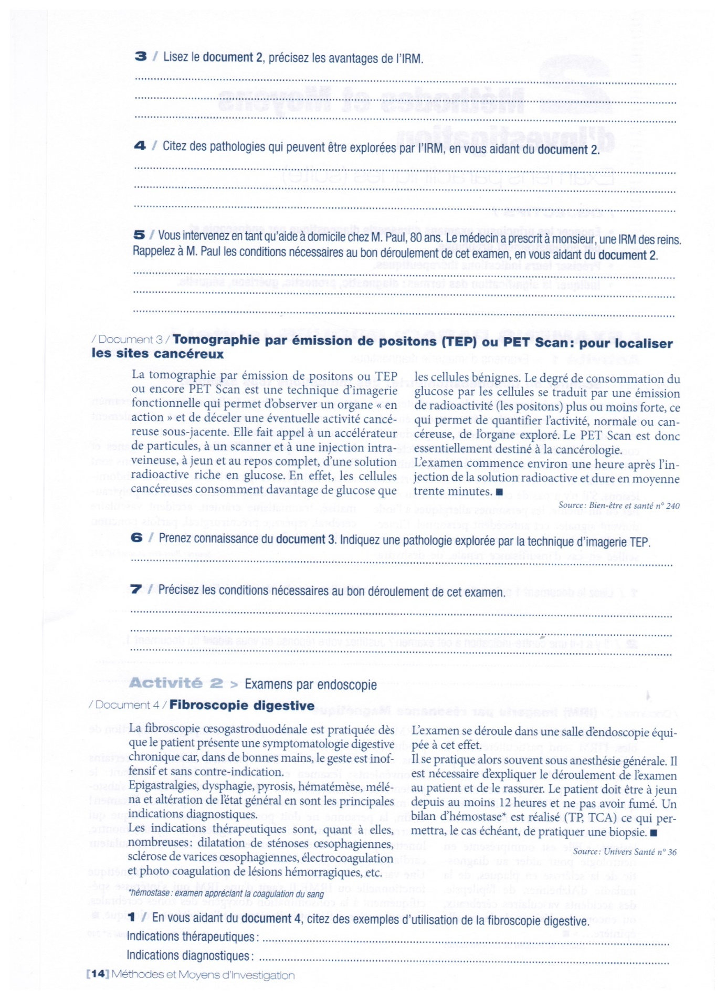 3 / Lisez le document 2, précisez les avantages de l'IRM.
4 / Citez des pathologies qui peuvent être explorées par l'IRM, en vous aidant du document 2.
5 / Vous intervenez en tant qu'aide à domicile chez M. Paul, 80 ans. Le médecin a prescrit à monsieur, une IRM des reins.
Rappelez à M. Paul les conditions nécessaires au bon déroulement de cet examen, en vous aidant du document 2.
/ Document 3 / Tomographie par émission de positons (TEP) ou PET Scan : pour localiser
les sites cancéreux
La tomographie par émission de positons ou TEP
ou encore PET Scan est une technique d'imagerie
fonctionnelle qui permet d'observer un organe « en
action » et de déceler une éventuelle activité cancé-
reuse sous-jacente. Elle fait appel à un accélérateur
de particules, à un scanner et à une injection intra-
veineuse, à jeun et au repos complet, d'une solution
radioactive riche en glucose. En effet, les cellules
cancéreuses consomment davantage de glucose que
les cellules bénignes. Le degré de consommation du
glucose par les cellules se traduit par une émission
de radioactivité (les positons) plus ou moins forte, ce
qui permet de quantifier l'activité, normale ou can-
céreuse, de l'organe exploré. Le PET Scan est donc
essentiellement destiné à la cancérologie.
L'examen commence environ une heure après l'in-
jection de la solution radioactive et dure en moyenne
trente minutes. ■
Source : Bien-être et santé n° 240
6 / Prenez connaissance du document 3. Indiquez une pathologie explorée par la technique d'imagerie TEP.
7 / Précisez les conditions nécessaires au bon déroulement de cet examen.
Activité 2 > Examens par endoscopie
/ Document 4 / Fibroscopie digestive
La fibroscopie œsogastroduodénale est pratiquée dès
que le patient présente une symptomatologie digestive
chronique car, dans de bonnes mains, le geste est inof-
fensif et sans contre-indication.
Epigastralgies, dysphagie, pyrosis, hématémèse, mélé-
na et altération de l'état général en sont les principales
indications diagnostiques.
Les indications thérapeutiques sont, quant à elles,
nombreuses : dilatation de sténoses œsophagiennes,
sclérose de varices œsophagiennes, électrocoagulation
et photo coagulation de lésions hémorragiques, etc.
L'examen se déroule dans une salle d'endoscopie équi-
pée à cet effet.
Il se pratique alors souvent sous anesthésie générale. Il
est nécessaire d'expliquer le déroulement de l'examen
au patient et de le rassurer. Le patient doit être à jeun
depuis au moins 12 heures et ne pas avoir fumé. Un
bilan d'hémostase* est réalisé (TP, TCA) ce qui per-
mettra, le cas échéant, de pratiquer une biopsie. ■
Source : Univers Santé n° 36
*hémostase : examen appréciant la coagulation du sang
1 / En vous aidant du document 4, citez des exemples d'utilisation de la fibroscopie digestive.
Indications thérapeutiques :
Indications diagnostiques :
[14] Méthodes et Moyens d'Investigation